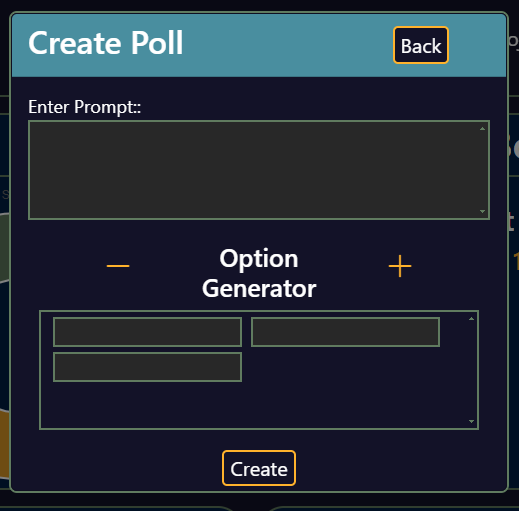 Create Poll
Back
Enter Prompt::
Option
Generator
Create